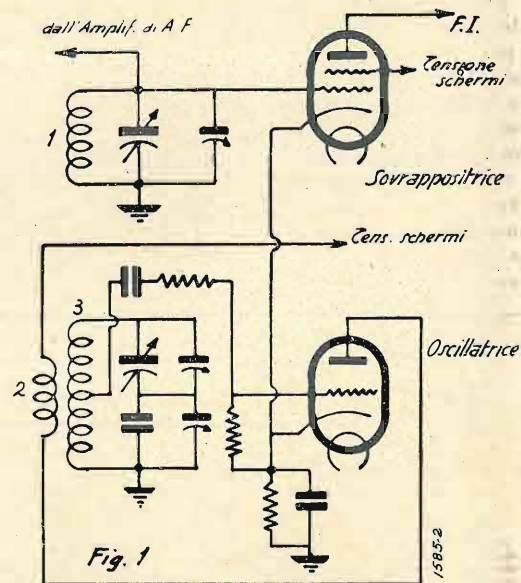 dall'Amplif. di A F
F.I.
Tensione
schermi
1
Sovrappositrice
Tens. schermi
3
2
Oscillatrice
Fig. 1
1585-2